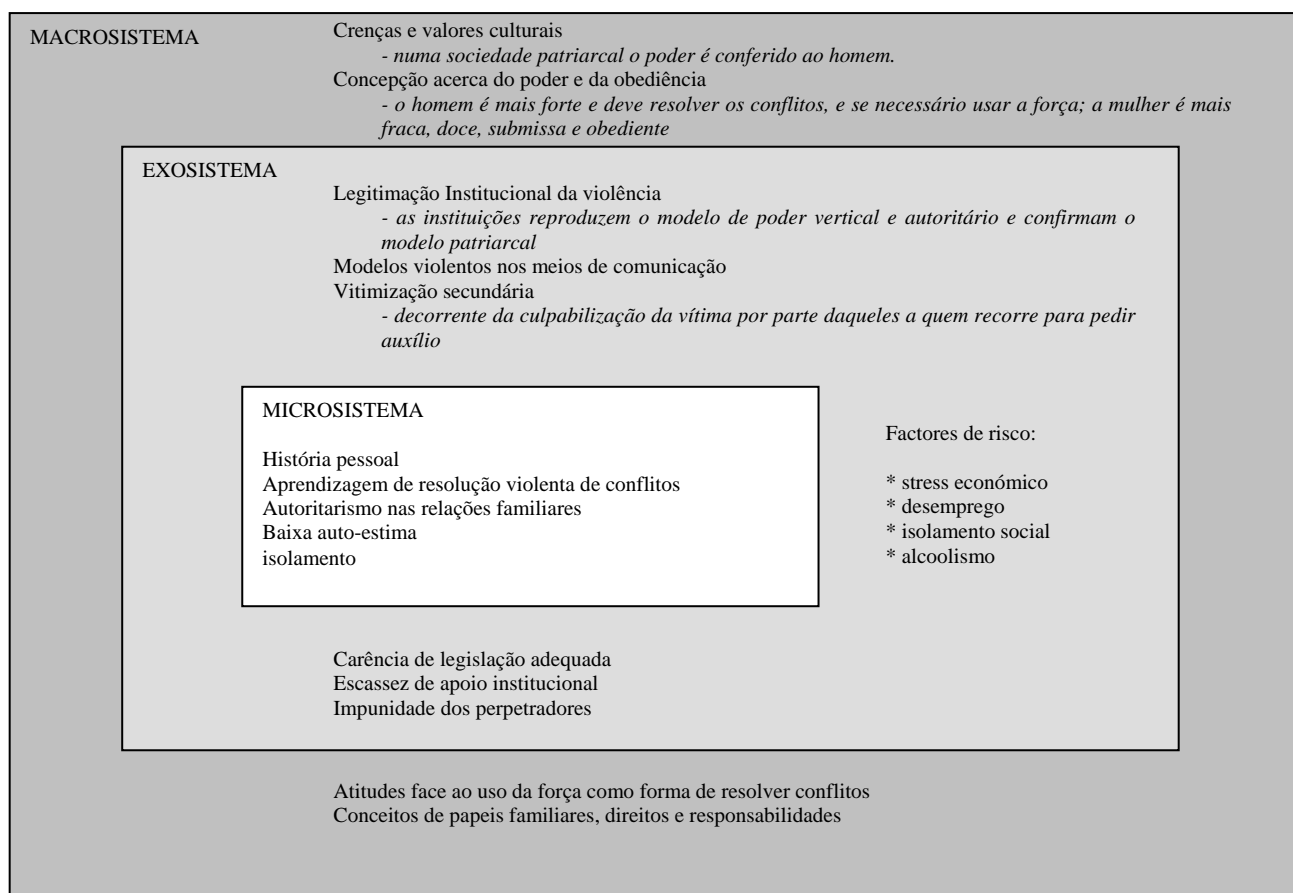 MACROSISTEMA
Crenças e valores culturais
- numa sociedade patriarcal o poder é conferido ao homem.
Concepção acerca do poder e da obediência
- o homem é mais forte e deve resolver os conflitos, e se necessário usar a força; a mulher é mais
fraca, doce, submissa e obediente
EXOSISTEMA
Legitimação Institucional da violência
- as instituições reproduzem o modelo de poder vertical e autoritário e confirmam o
modelo patriarcal
Modelos violentos nos meios de comunicação
Vitimização secundária
- decorrente da culpabilização da vítima por parte daqueles a quem recorre para pedir
auxílio
MICROSISTEMA
História pessoal
Aprendizagem de resolução violenta de conflitos
Autoritarismo nas relações familiares
Baixa auto-estima
isolamento
Factores de risco:
* stress económico
* desemprego
* isolamento social
* alcoolismo
Carência de legislação adequada
Escassez de apoio institucional
Impunidade dos perpetradores
Atitudes face ao uso da força como forma de resolver conflitos
Conceitos de papeis familiares, direitos e responsabilidades